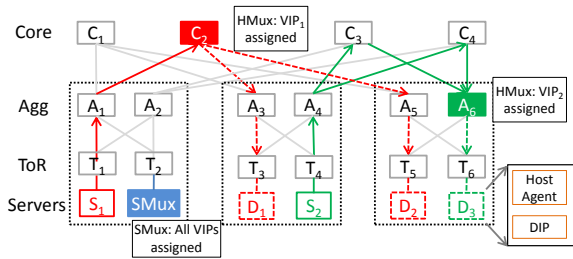 HMux: VIP1
assigned
Core C1 C2 C3 C4
HMux: VIP2
assigned
Agg A1 A2 A3 A4 A5 A6
ToR T1 T2 T3 T4 T5 T6
Servers S1 SMux D1 S2 D2 D3
Host
Agent
DIP
SMux: All VIPs
assigned